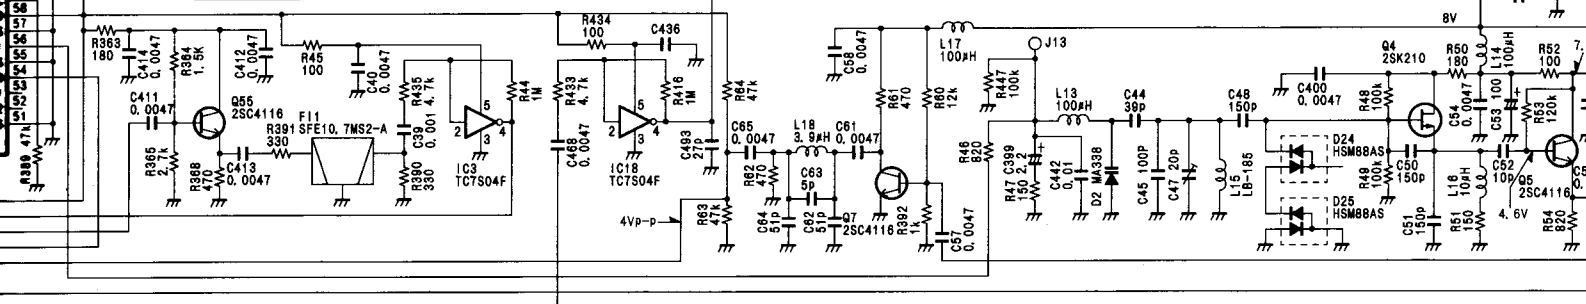 58
57
56
55
54
53
52
51
R389 47k
R363
180
C414
0.0047
R364
1.5K
C412
0.0047
C411
0.0047
Q55
2SC4116
R365
2.7k
R368
470
C413
0.0047
R391
330
FI1
SFE10.7MS2-A
R45
100
C40
0.0047
R435
4.7k
C39
0.001
R390
330
2
5
4
3
IC3
TC7S04F
R44
1M
R434
100
C436
R433
4.7k
C468
0.0047
2
5
4
3
IC18
TC7S04F
R416
1M
C493
27p
R64
47k
C65
0.0047
R62
470
R63
47k
4Vp-p
L18
3.9μH
C63
5p
C64
51p
C62
51p
C61
0.0047
Q7
2SC4116
C58
0.0047
R61
470
R60
12k
R392
1k
C57
0.0047
L17
100μH
R46
820
J13
R447
100k
C399
2.2
+
R47
150
C442
0.01
L13
100μH
D2 MA338
C44
39p
C45 100P
C47 20p
C48
150p
L15
LB-185
D24
HSM88AS
D25
HSM88AS
8V
Q4
2SK210
C400
0.0047
R48
100k
R49
100k
R50
180
L14
100μH
C54
0.0047
C53 100
+
C50
150p
C51
150p
L16
10μH
R51
150
C52
10p
R52
100
R53
120k
Q5
2SC4116
4.6V
R54
820
7.